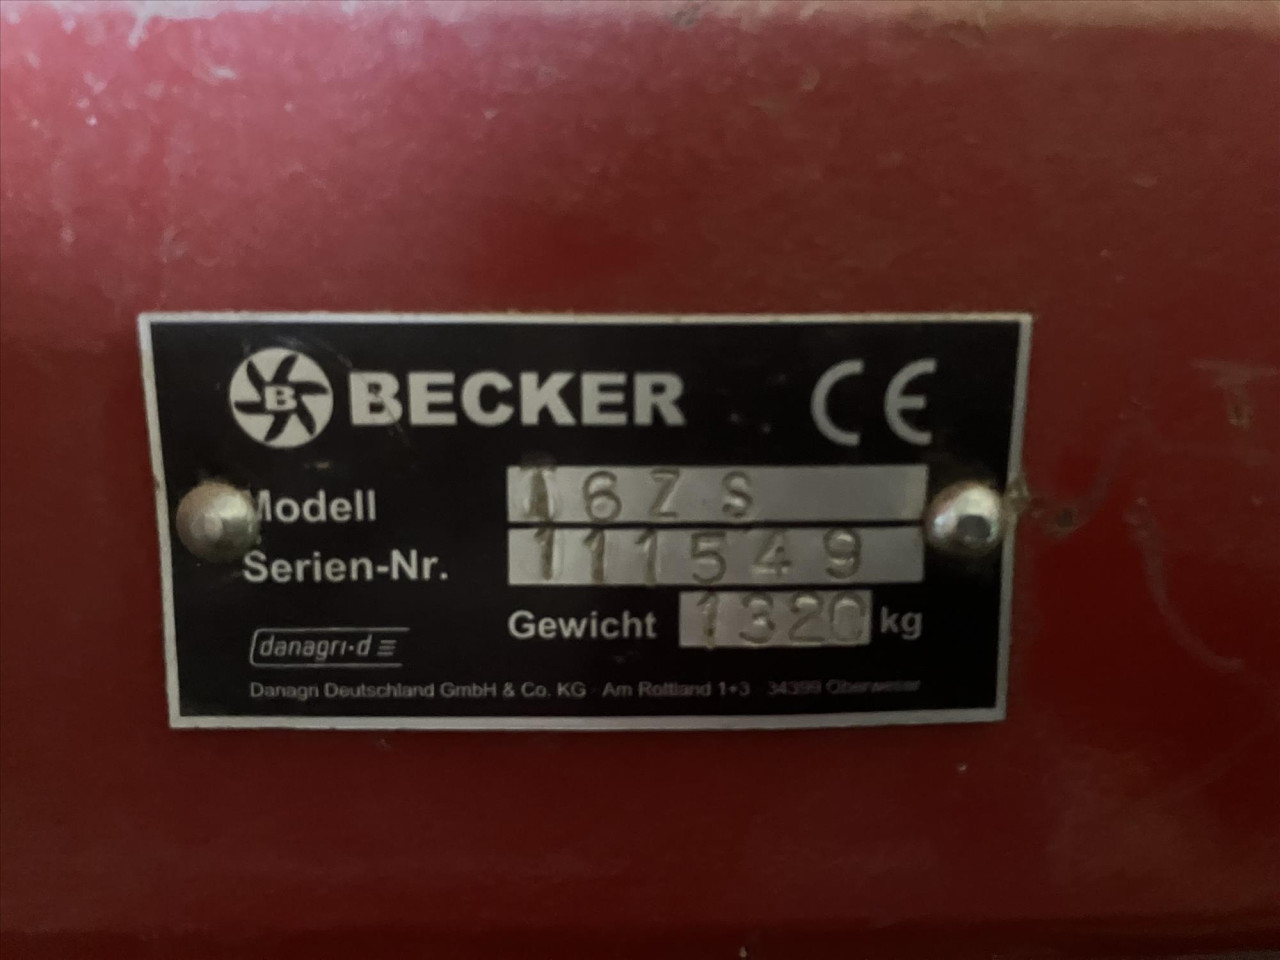 B BECKER CE
Modell 16ZS
Serien-Nr. 111549
Gewicht 1320 kg
danagri-d
Danagri Deutschland GmbH & Co. KG Am Rottland 1+3 34399 Oberweser